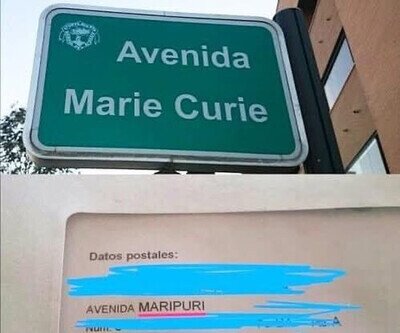 Avenida
Marie Curie
Datos postales:
AVENIDA MARIPURI